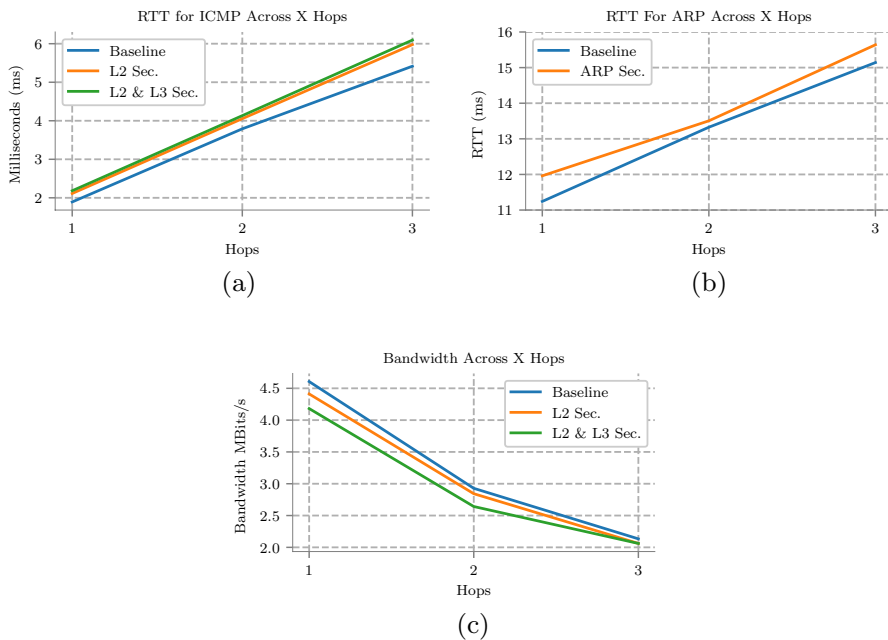 RTT for ICMP Across X Hops
Milliseconds (ms)
6
5
4
3
2
Baseline
L2 Sec.
L2 & L3 Sec.
1
2
3
Hops
(a)
RTT For ARP Across X Hops
RTT (ms)
16
15
14
13
12
11
Baseline
ARP Sec.
1
2
3
Hops
(b)
Bandwidth Across X Hops
Bandwidth MBits/s
4.5
4.0
3.5
3.0
2.5
2.0
Baseline
L2 Sec.
L2 & L3 Sec.
1
2
3
Hops
(c)